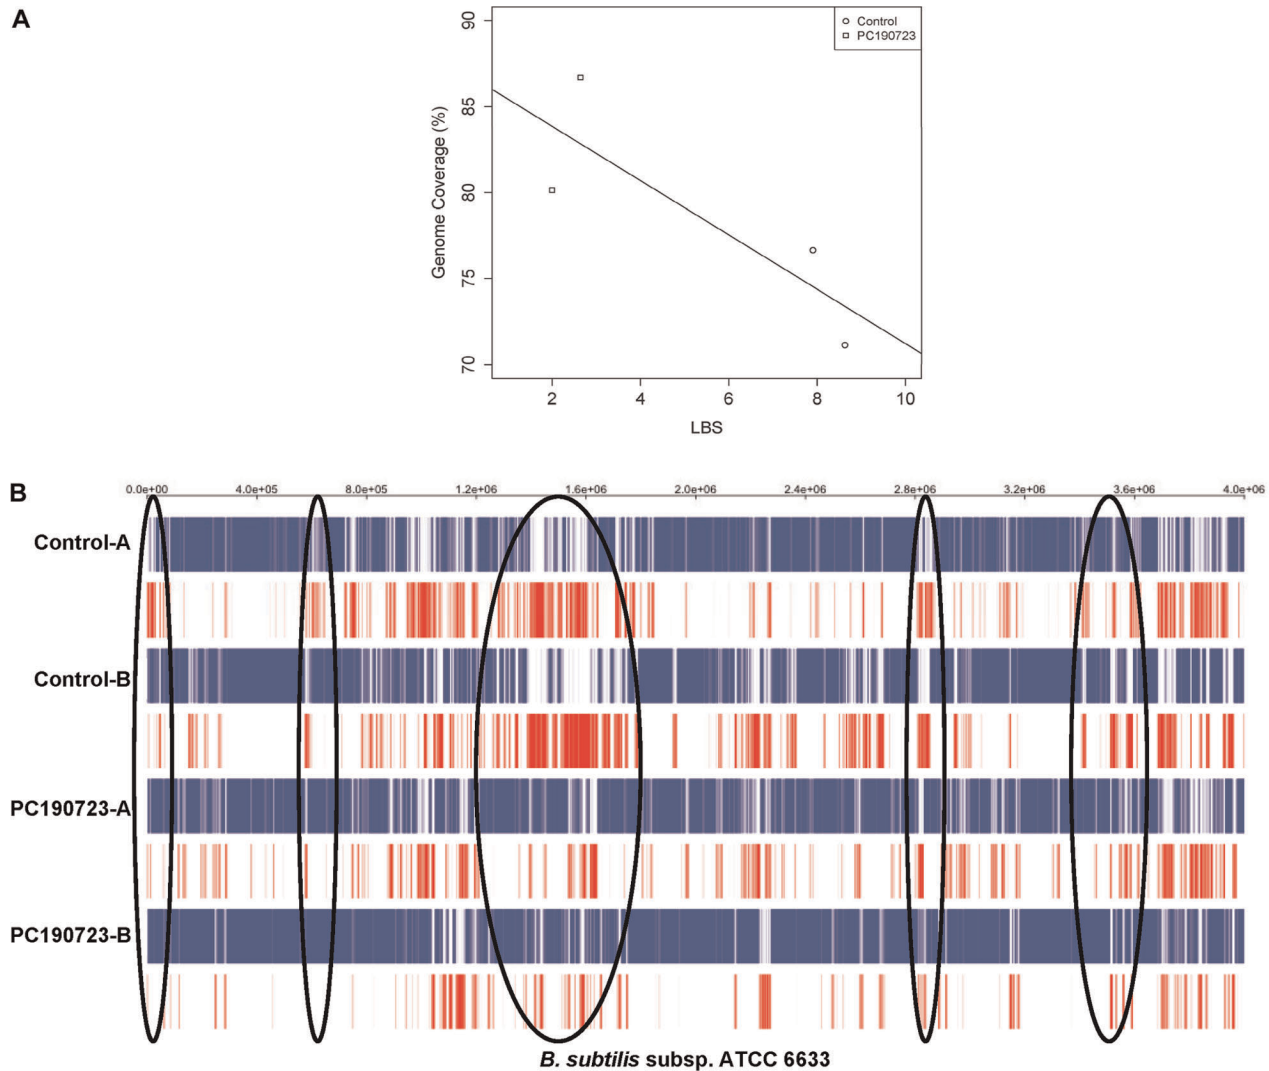 A
Control
PC190723
90
85
80
75
70
Genome Coverage (%)
2 4 6 8 10
LBS
B
0.0e+00 4.0e+05 8.0e+05 1.2e+06 1.6e+06 2.0e+06 2.4e+06 2.8e+06 3.2e+06 3.6e+06 4.0e+06
Control-A
Control-B
PC190723-A
PC190723-B
B. subtilis subsp. ATCC 6633